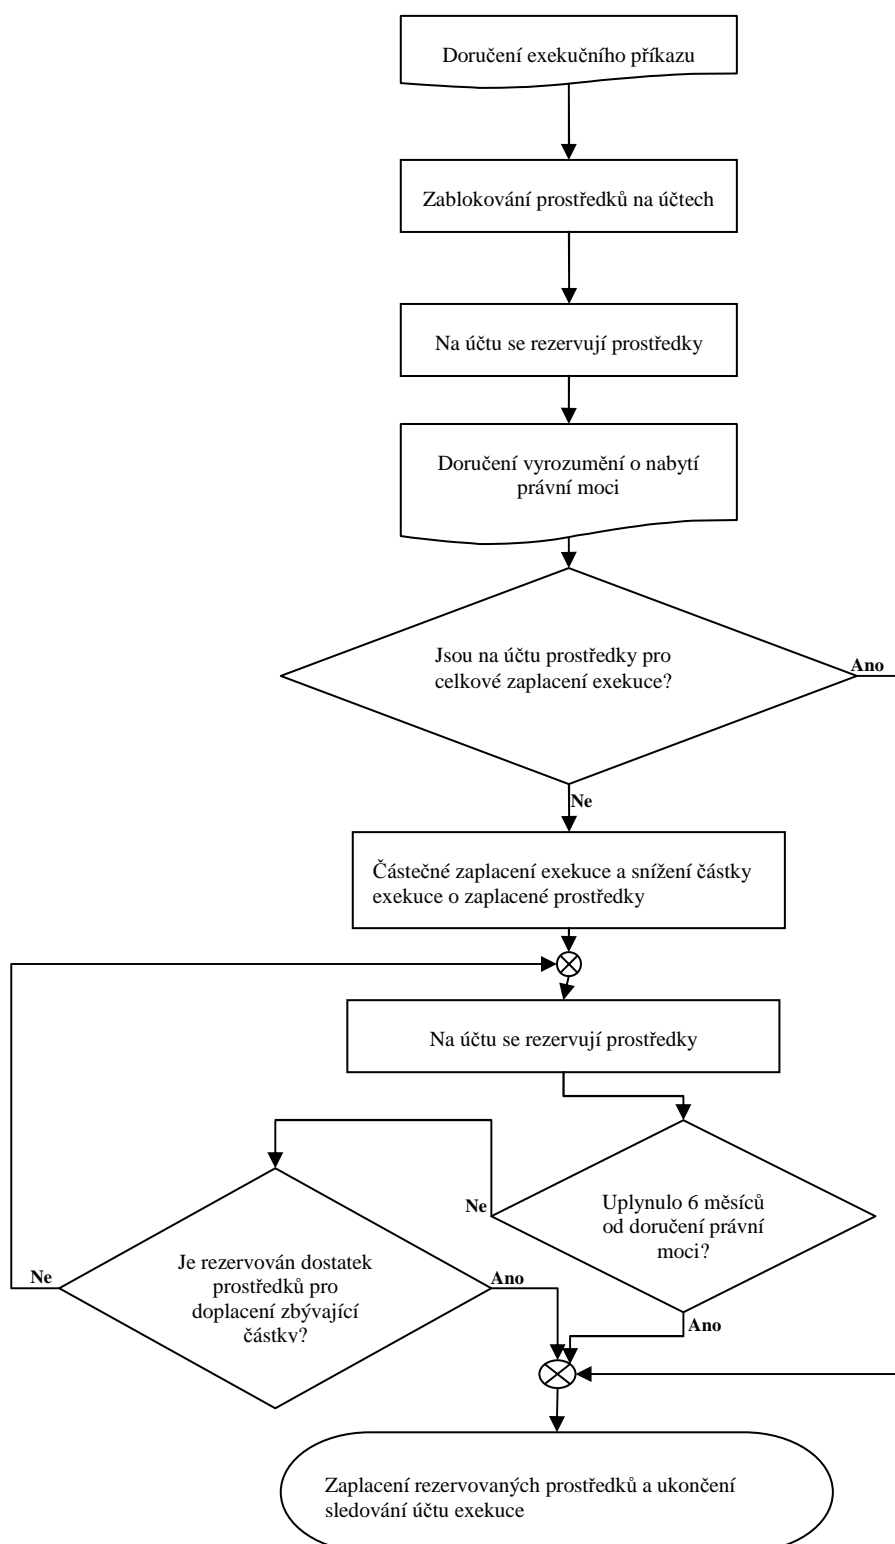 Doručení exekučního příkazu
Zablokování prostředků na účtech
Na účtu se rezervují prostředky
Doručení vyrozumění o nabytí
právní moci
Jsou na účtu prostředky pro
celkové zaplacení exekuce?
Ano
Ne
Částečné zaplacení exekuce a snížení částky
exekuce o zaplacené prostředky
Na účtu se rezervují prostředky
Uplynulo 6 měsíců
od doručení právní
moci?
Ne
Ano
Je rezervován dostatek
prostředků pro
doplacení zbývající
částky?
Ne
Ano
Zaplacení rezervovaných prostředků a ukončení
sledování účtu exekuce